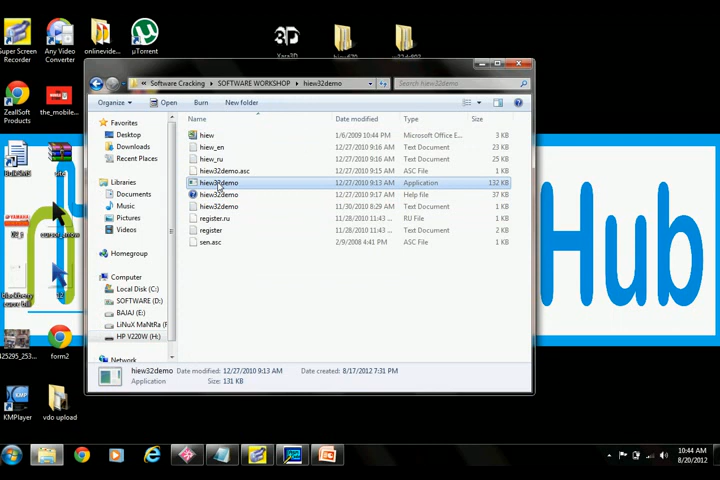 Super Screen
Recorder
Any Video
Converter
onlinevide...
µTorrent
3D
Xara3D
ZealSoft
Products
the_mobile...
BulkSMS
site
cursor_snow
Blackberry
form2
KMPlayer
vdo upload
Software Cracking
SOFTWARE WORKSHOP
hiew32demo
Search hiew32demo
Organize
Open
Burn
New folder
Name
Date modified
Type
Size
Favorites
Desktop
Downloads
Recent Places
Libraries
Documents
Music
Pictures
Videos
Homegroup
Computer
Local Disk (C:)
SOFTWARE (D:)
BAJAJ (E:)
LiNuX MaNtRa (F
HP V220W (H:)
Network
hiew 1/6/2009 10:44 PM Microsoft Office E... 3 KB
hiew_en 12/27/2010 9:16 AM Text Document 23 KB
hiew_ru 12/27/2010 9:16 AM Text Document 25 KB
hiew32demo.asc 12/27/2010 9:15 AM ASC File 1 KB
hiew32demo 12/27/2010 9:13 AM Application 132 KB
hiew32demo 12/27/2010 9:17 AM Help file 37 KB
hiew32demo 11/30/2010 8:29 AM Text Document 1 KB
register.ru 11/28/2010 11:43 ... RU File 2 KB
register 11/28/2010 11:43 ... Text Document 2 KB
sen.asc 2/9/2008 4:41 PM ASC File 1 KB
hiew32demo Date modified: 12/27/2010 9:13 AM Date created: 8/17/2012 7:31 PM
Application Size: 131 KB
Hub
10:44 AM
8/20/2012